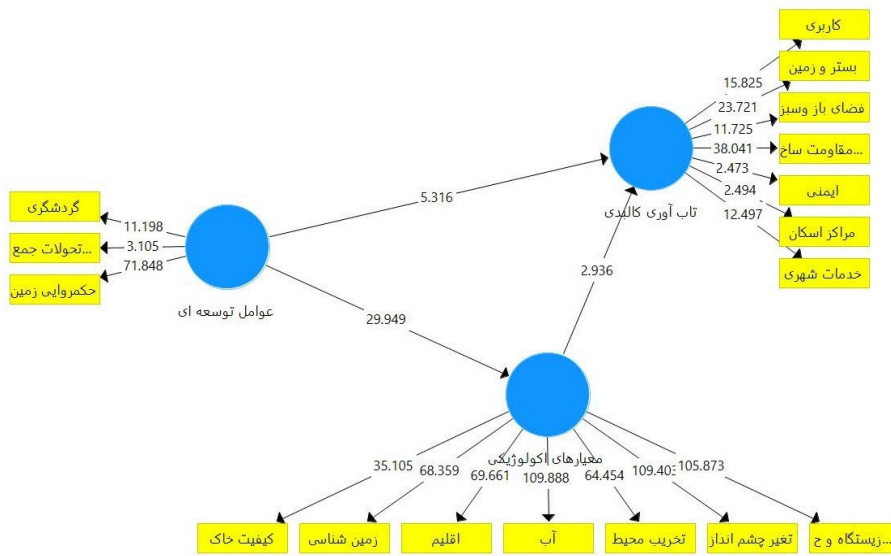 کاربری
15.825
بستر و زمین
23.721
فضای باز وسبز
11.725
مقاومت ساخ...
38.041
ایمنی
2.473
مراکز اسکان
2.494
خدمات شهری
12.497
تاب آوری کالبدی
5.316
گردشگری
11.198
تحولات جمع...
3.105
حکمروایی زمین
71.848
عوامل توسعه ای
2.936
29.949
معیارهای اکولوژیکی
35.105
68.359
69.661
109.888
64.454
109.403
105.873
کیفیت خاک
زمین شناسی
اقلیم
آب
تخریب محیط
تغیر چشم انداز
زیستگاه و ح...